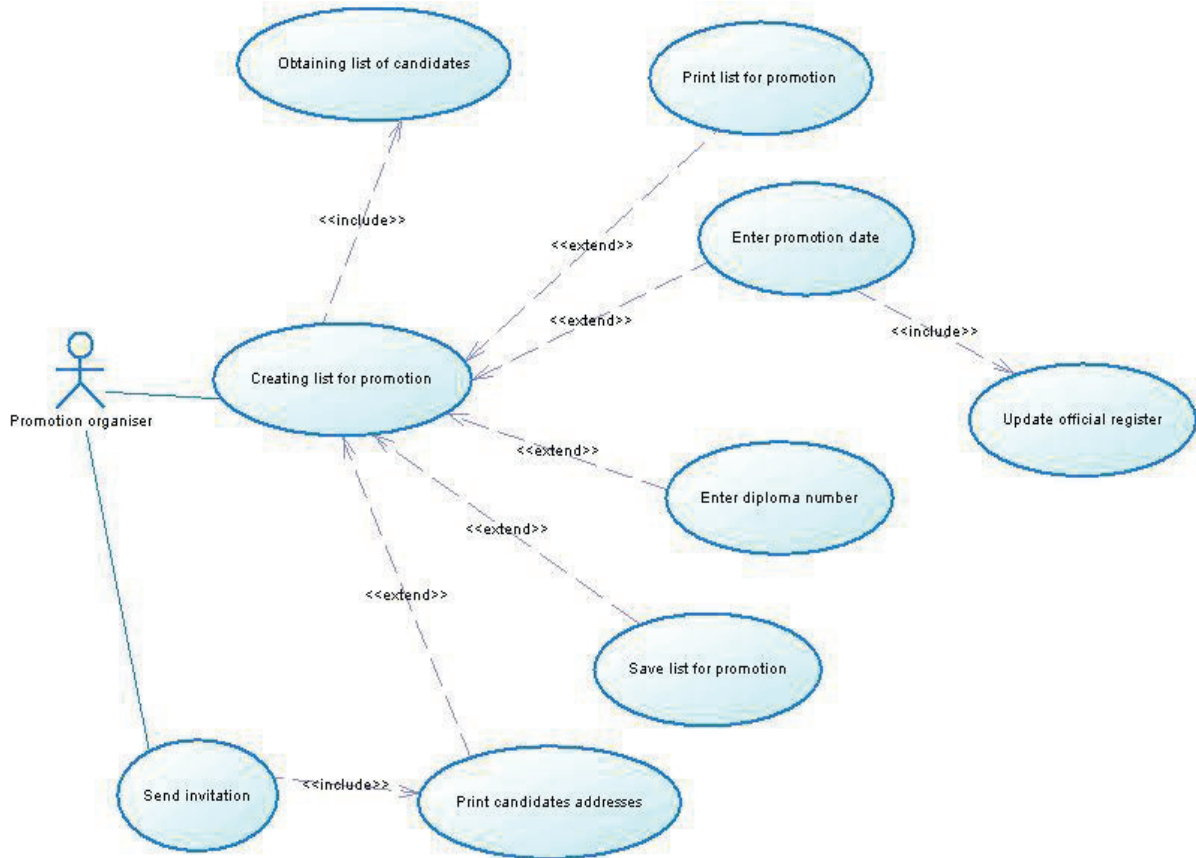 Obtaining list of candidates
Print list for promotion
<<include>>
Enter promotion date
<<extend>>
<<extend>>
<<include>>
Creating list for promotion
Promotion organiser
Update official register
<<extend>>
Enter diploma number
<<extend>>
<<extend>>
Save list for promotion
<<include>>
Send invitation
Print candidates addresses